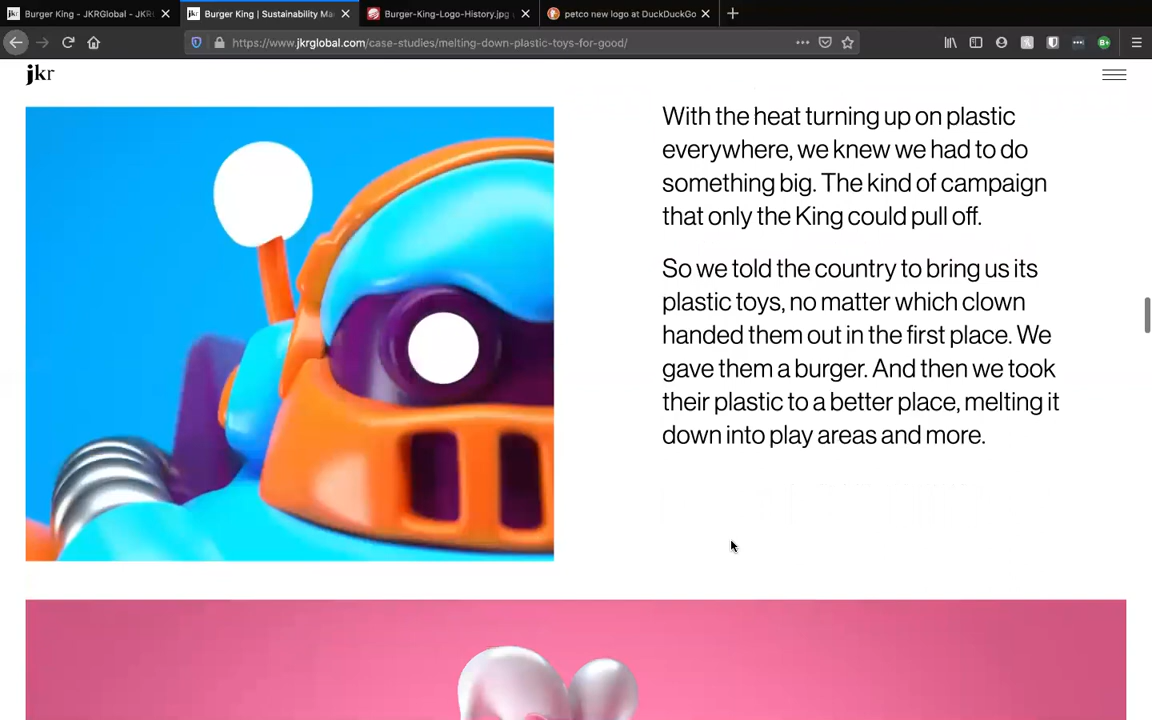 Burger King - JKRGlobal - JKR
Burger King | Sustainability Ma
Burger-King-Logo-History.jpg
petco new logo at DuckDuckGo
https://www.jkrglobal.com/case-studies/melting-down-plastic-toys-for-good/
jkr
With the heat turning up on plastic
everywhere, we knew we had to do
something big. The kind of campaign
that only the King could pull off.
So we told the country to bring us its
plastic toys, no matter which clown
handed them out in the first place. We
gave them a burger. And then we took
their plastic to a better place, melting it
down into play areas and more.